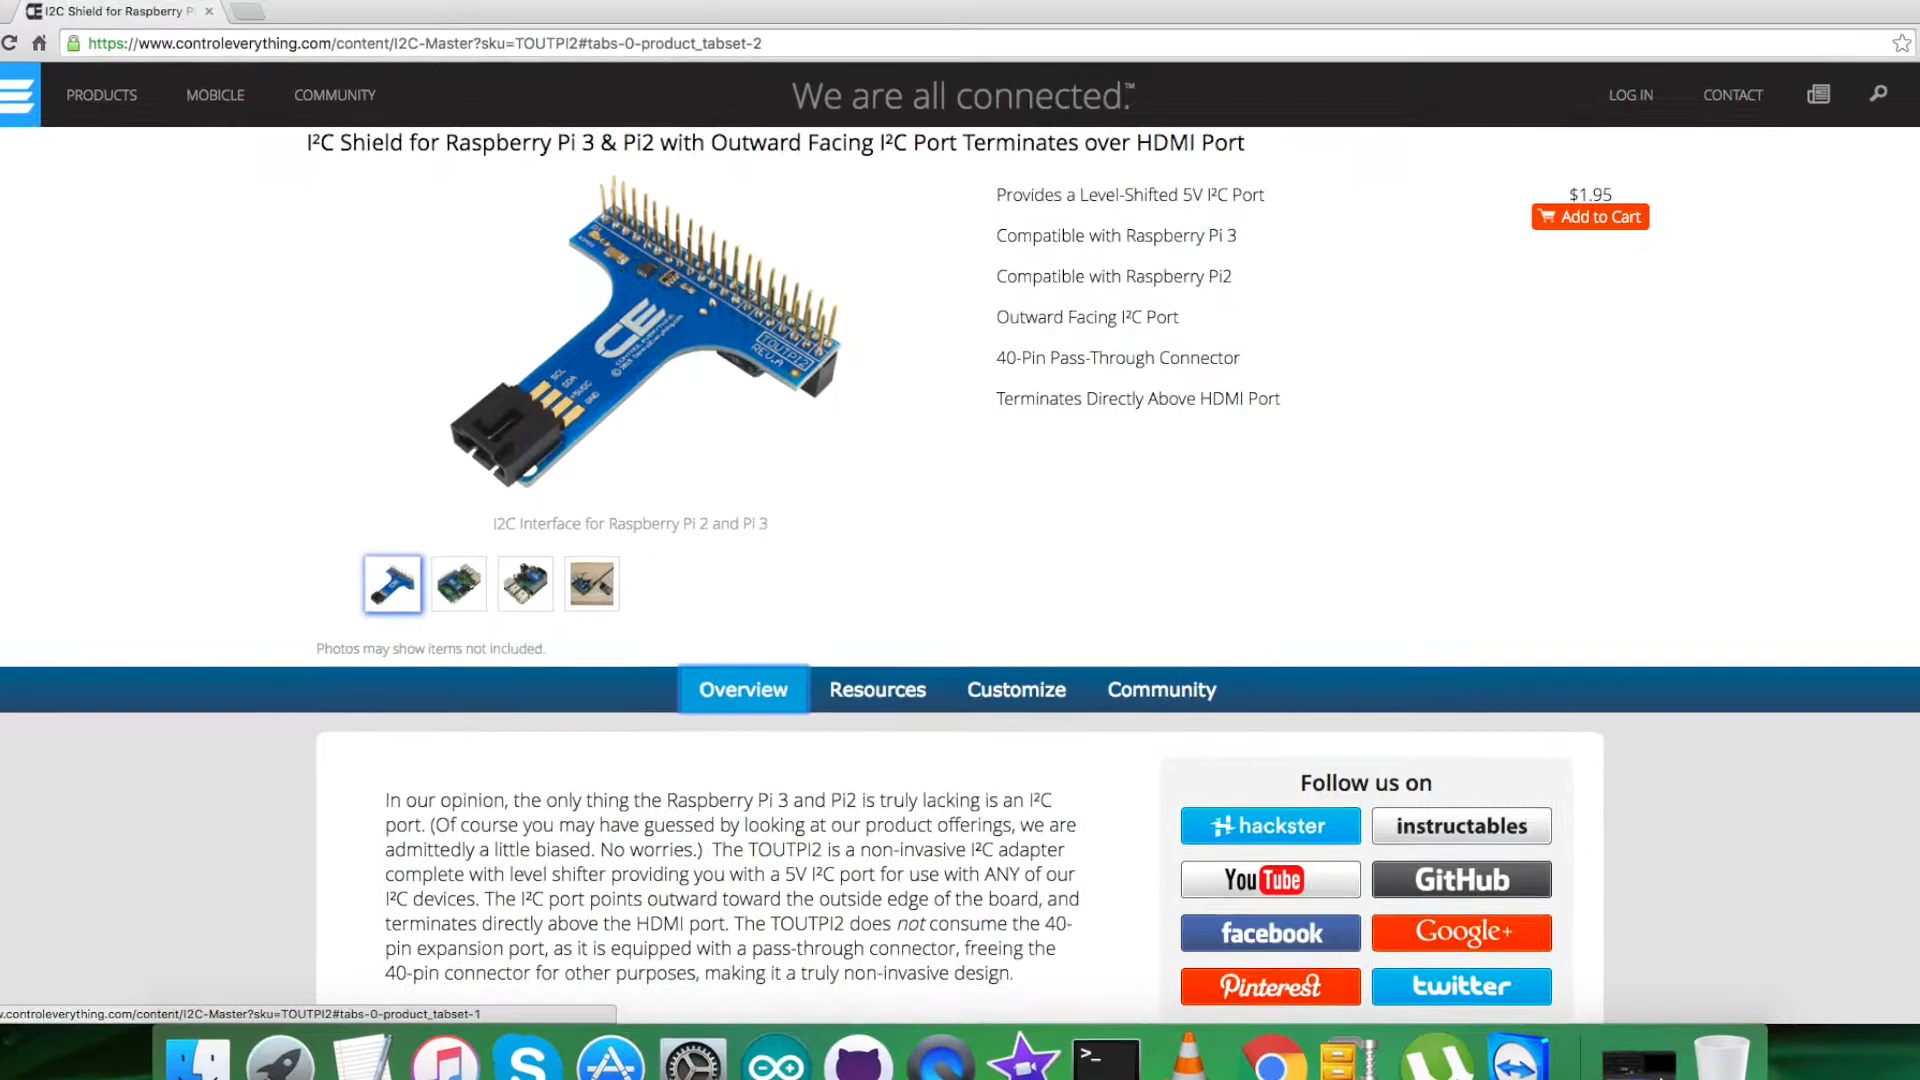 I2C Shield for Raspberry P
https://www.controleverything.com/content/I2C-Master?sku=TOUTPI2#tabs-0-product_tabset-2
PRODUCTS MOBICLE COMMUNITY We are all connected.™ LOG IN CONTACT
I²C Shield for Raspberry Pi 3 & Pi2 with Outward Facing I²C Port Terminates over HDMI Port
Provides a Level-Shifted 5V I²C Port
$1.95
Add to Cart
Compatible with Raspberry Pi 3
Compatible with Raspberry Pi2
Outward Facing I²C Port
40-Pin Pass-Through Connector
Terminates Directly Above HDMI Port
CE
TOUTPI2
REV.A
SCL
SDA
+5VDC
GND
I2C Interface for Raspberry Pi 2 and Pi 3
Photos may show items not included.
Overview Resources Customize Community
In our opinion, the only thing the Raspberry Pi 3 and Pi2 is truly lacking is an I²C
port. (Of course you may have guessed by looking at our product offerings, we are
admittedly a little biased. No worries.) The TOUTPI2 is a non-invasive I²C adapter
complete with level shifter providing you with a 5V I²C port for use with ANY of our
I²C devices. The I²C port points outward toward the outside edge of the board, and
terminates directly above the HDMI port. The TOUTPI2 does not consume the 40-
pin expansion port, as it is equipped with a pass-through connector, freeing the
40-pin connector for other purposes, making it a truly non-invasive design.
Follow us on
hackster instructables
YouTube GitHub
facebook Google+
Pinterest twitter
w.controleverything.com/content/I2C-Master?sku=TOUTPI2#tabs-0-product_tabset-1